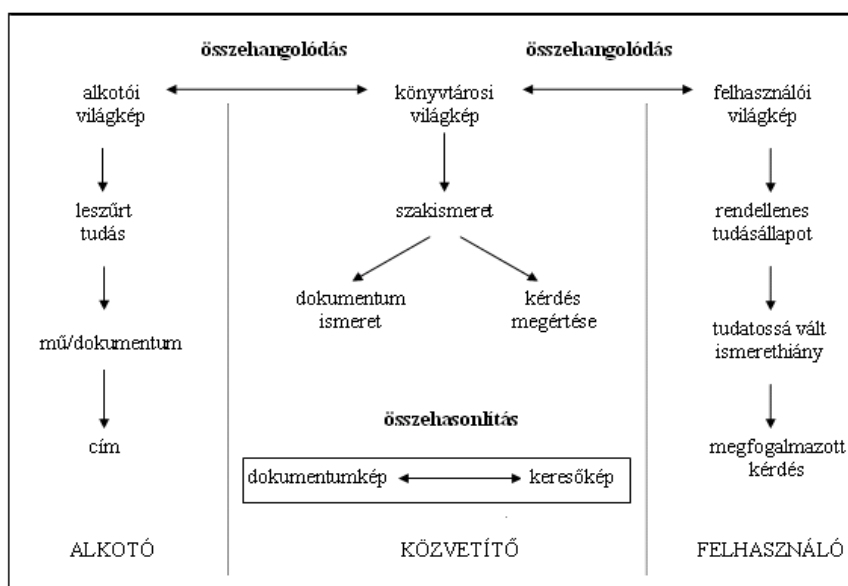 összehangolódás
összehangolódás
alkotói
világkép
könyvtárosi
világkép
felhasználói
világkép
leszűrt
tudás
szakismeret
rendellenes
tudásállapot
dokumentum
ismeret
kérdés
megértése
mű/dokumentum
tudatossá vált
ismerethiány
összehasonlítás
cím
megfogalmazott
kérdés
dokumentumkép
keresőkép
ALKOTÓ
KÖZVETÍTŐ
FELHASZNÁLÓ